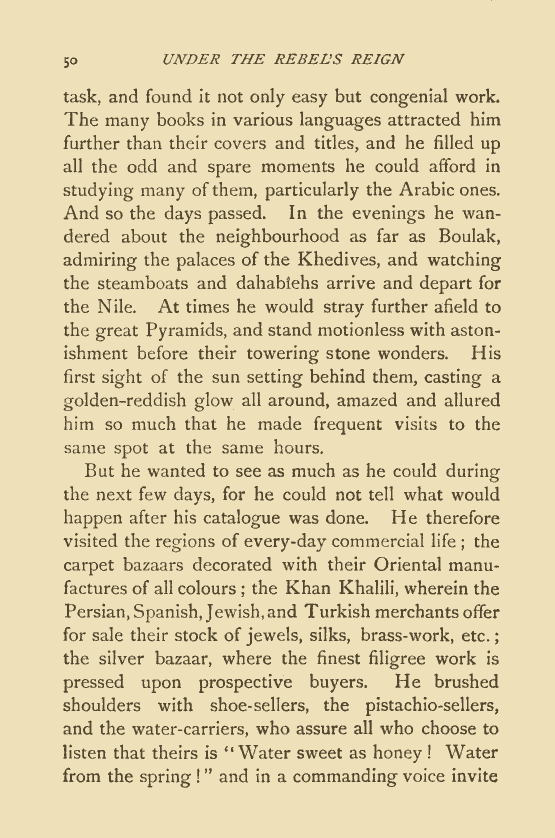 50 UNDER THE REBEL'S REIGN
task, and found it not only easy but congenial work.
The many books in various languages attracted him
further than their covers and titles, and he filled up
all the odd and spare moments he could afford in
studying many of them, particularly the Arabic ones.
And so the days passed. In the evenings he wan-
dered about the neighbourhood as far as Boulak,
admiring the palaces of the Khedives, and watching
the steamboats and dahabîehs arrive and depart for
the Nile. At times he would stray further afield to
the great Pyramids, and stand motionless with aston-
ishment before their towering stone wonders. His
first sight of the sun setting behind them, casting a
golden-reddish glow all around, amazed and allured
him so much that he made frequent visits to the
same spot at the same hours.
But he wanted to see as much as he could during
the next few days, for he could not tell what would
happen after his catalogue was done. He therefore
visited the regions of every-day commercial life ; the
carpet bazaars decorated with their Oriental manu-
factures of all colours ; the Khan Khalili, wherein the
Persian, Spanish, Jewish, and Turkish merchants offer
for sale their stock of jewels, silks, brass-work, etc. ;
the silver bazaar, where the finest filigree work is
pressed upon prospective buyers. He brushed
shoulders with shoe-sellers, the pistachio-sellers,
and the water-carriers, who assure all who choose to
listen that theirs is "Water sweet as honey ! Water
from the spring !" and in a commanding voice invite